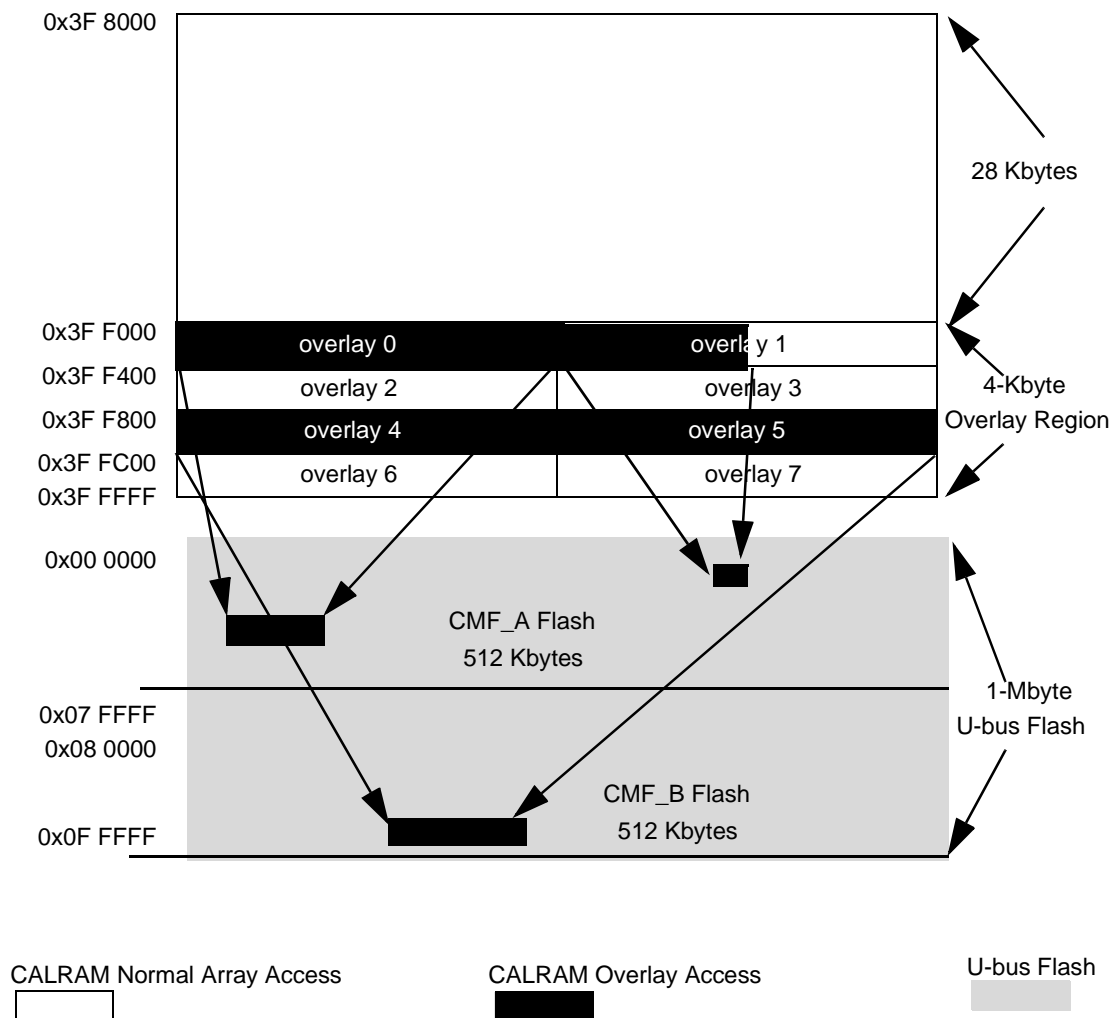 0x3F 8000
28 Kbytes
0x3F F000
overlay 0
overlay 1
0x3F F400
overlay 2
overlay 3
4-Kbyte
Overlay Region
0x3F F800
overlay 4
overlay 5
0x3F FC00
overlay 6
overlay 7
0x3F FFFF
0x00 0000
CMF_A Flash
512 Kbytes
1-Mbyte
U-bus Flash
0x07 FFFF
0x08 0000
CMF_B Flash
512 Kbytes
0x0F FFFF
CALRAM Normal Array Access
CALRAM Overlay Access
U-bus Flash